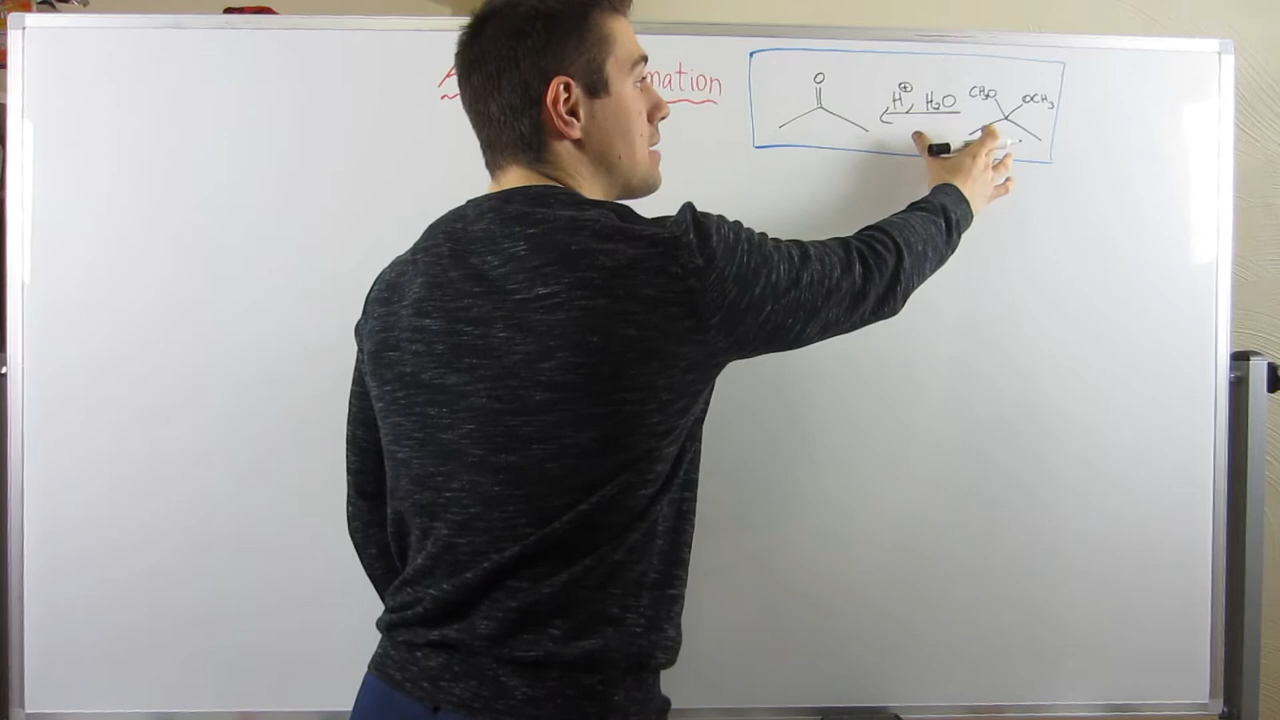 mation
O
H⊕, H₂O
CH₃O
OCH₃